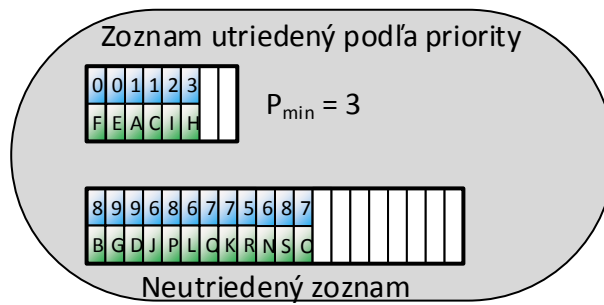 Zoznam utriedený podľa priority
0 0 1 1 2 3
F E A C I H
Pmin = 3
8 9 9 6 8 6 7 7 5 6 8 7
B G D J P L Q K R N S O
Neutriedený zoznam